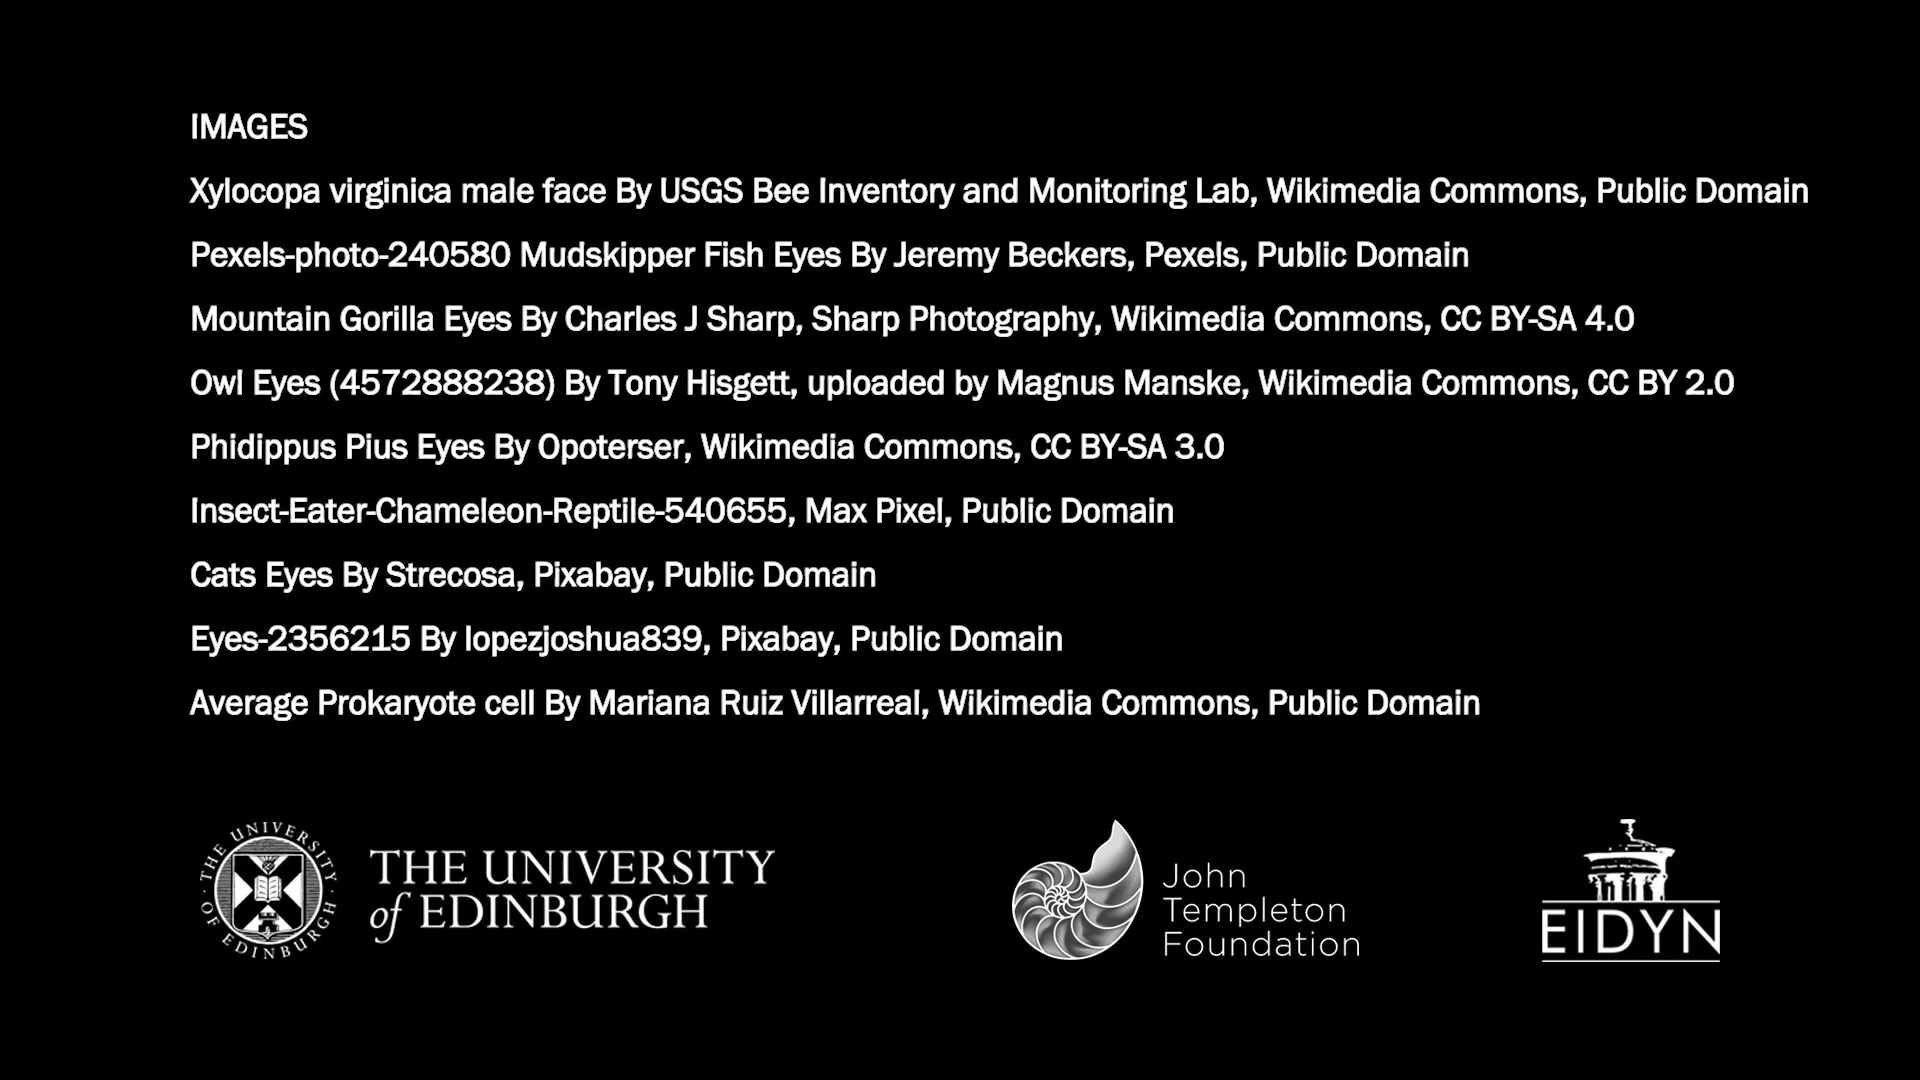 IMAGES
Xylocopa virginica male face By USGS Bee Inventory and Monitoring Lab, Wikimedia Commons, Public Domain
Pexels-photo-240580 Mudskipper Fish Eyes By Jeremy Beckers, Pexels, Public Domain
Mountain Gorilla Eyes By Charles J Sharp, Sharp Photography, Wikimedia Commons, CC BY-SA 4.0
Owl Eyes (4572888238) By Tony Hisgett, uploaded by Magnus Manske, Wikimedia Commons, CC BY 2.0
Phidippus Pius Eyes By Opoterser, Wikimedia Commons, CC BY-SA 3.0
Insect-Eater-Chameleon-Reptile-540655, Max Pixel, Public Domain
Cats Eyes By Strecosa, Pixabay, Public Domain
Eyes-2356215 By lopezjoshua839, Pixabay, Public Domain
Average Prokaryote cell By Mariana Ruiz Villarreal, Wikimedia Commons, Public Domain
THE UNIVERSITY OF EDINBURGH
THE UNIVERSITY
of EDINBURGH
John
Templeton
Foundation
EIDYN